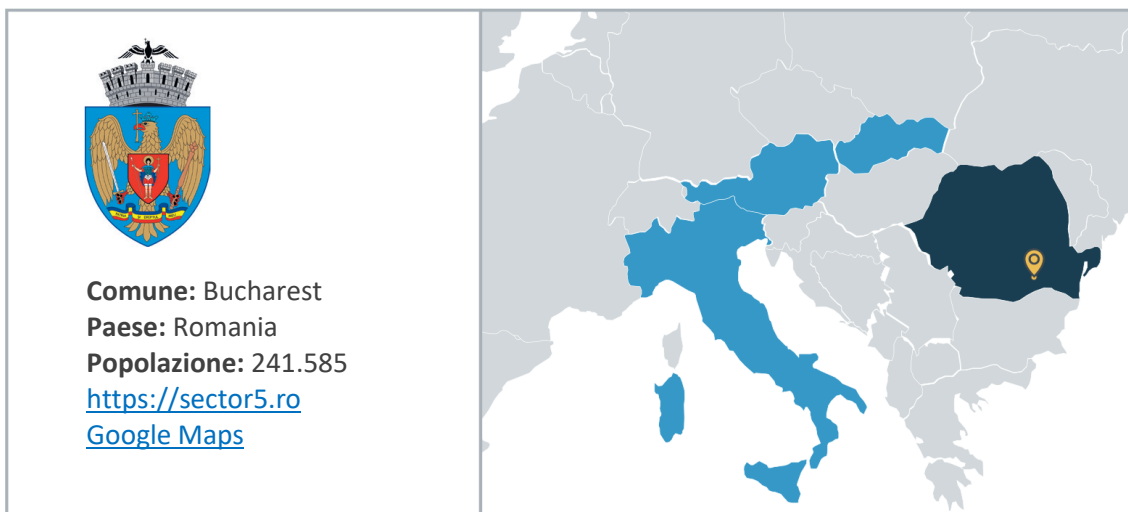 Comune: Bucharest
Paese: Romania
Popolazione: 241.585
https://sector5.ro
Google Maps